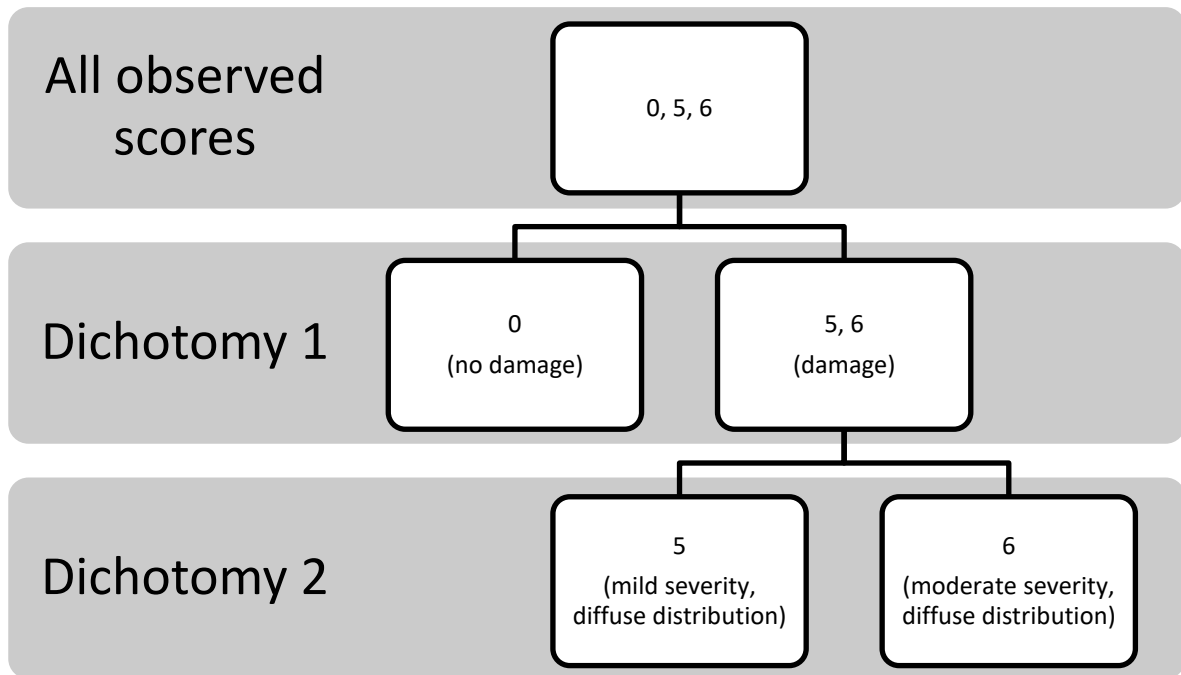 All observed
scores
0, 5, 6
Dichotomy 1
0
(no damage)
5, 6
(damage)
Dichotomy 2
5
(mild severity,
diffuse distribution)
6
(moderate severity,
diffuse distribution)